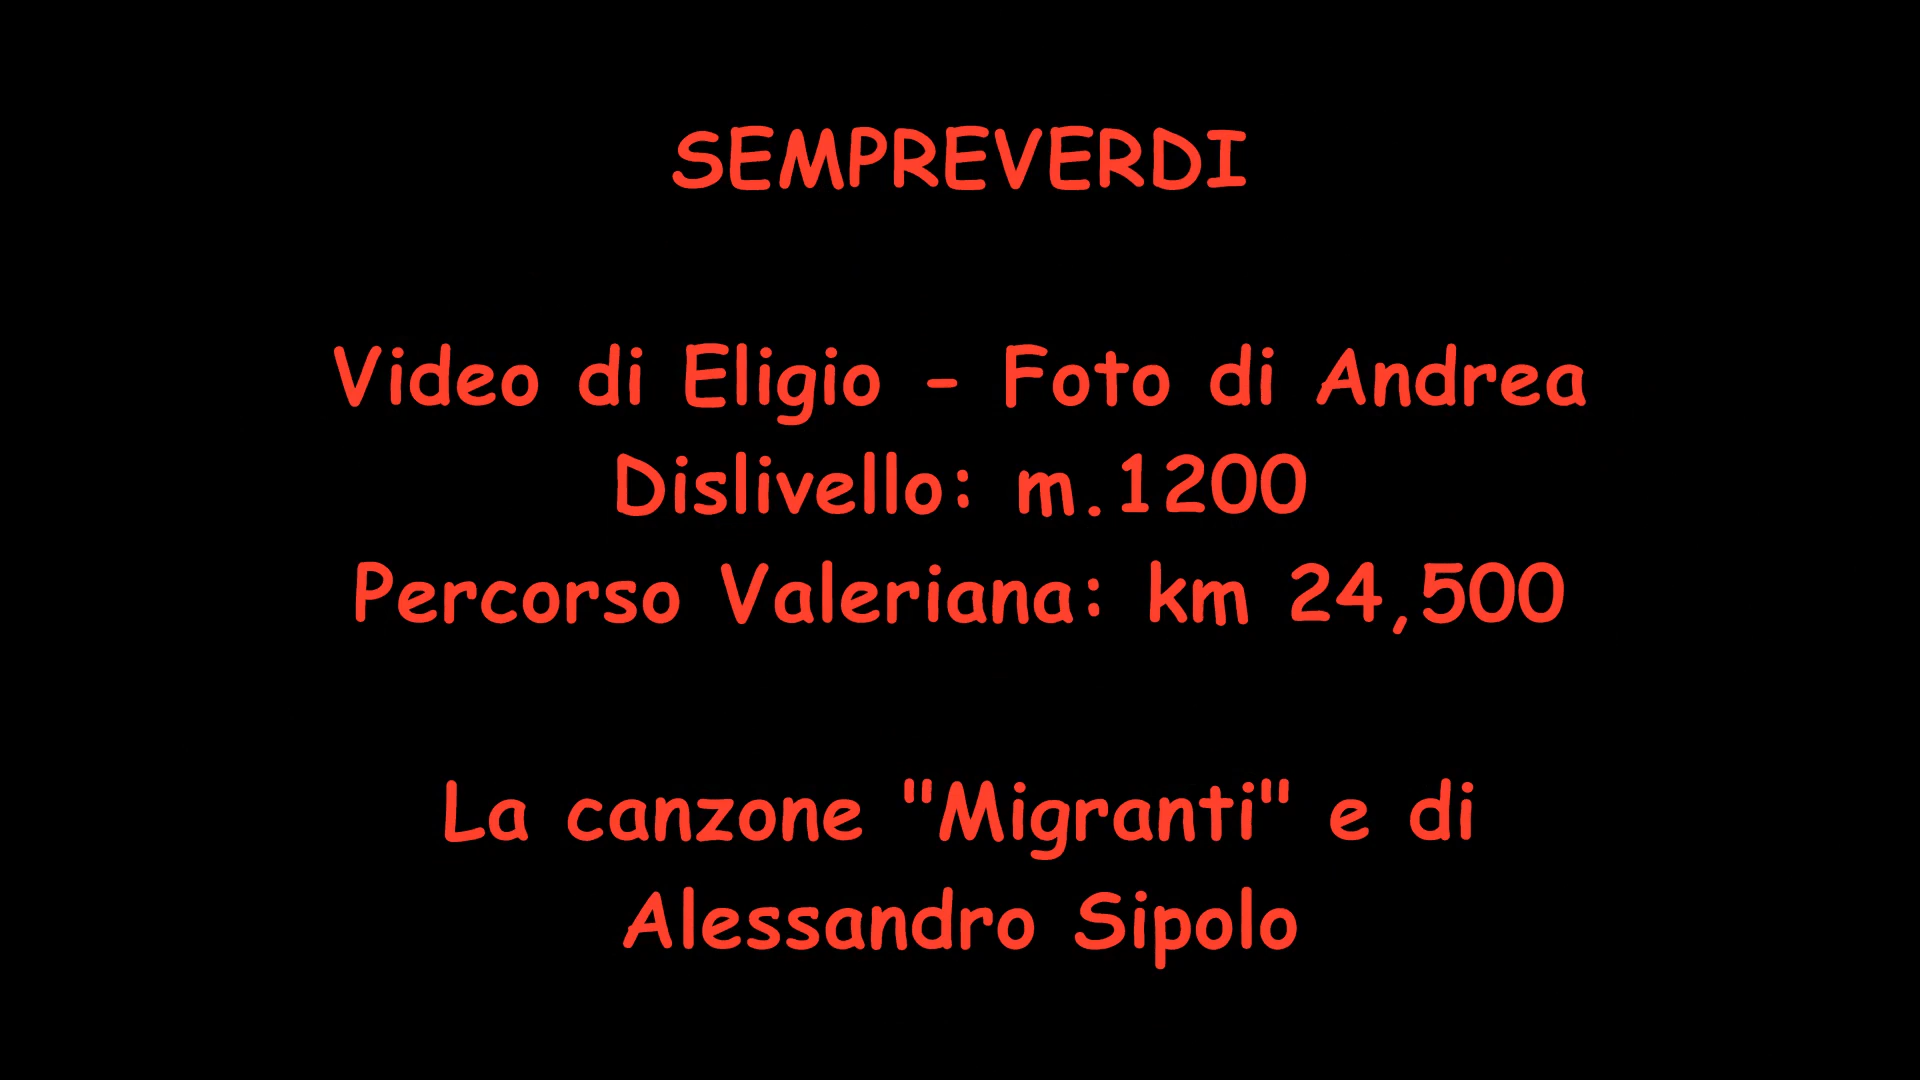 SEMPREVERDI
Video di Eligio - Foto di Andrea
Dislivello: m.1200
Percorso Valeriana: km 24,500
La canzone "Migranti" e di
Alessandro Sipolo